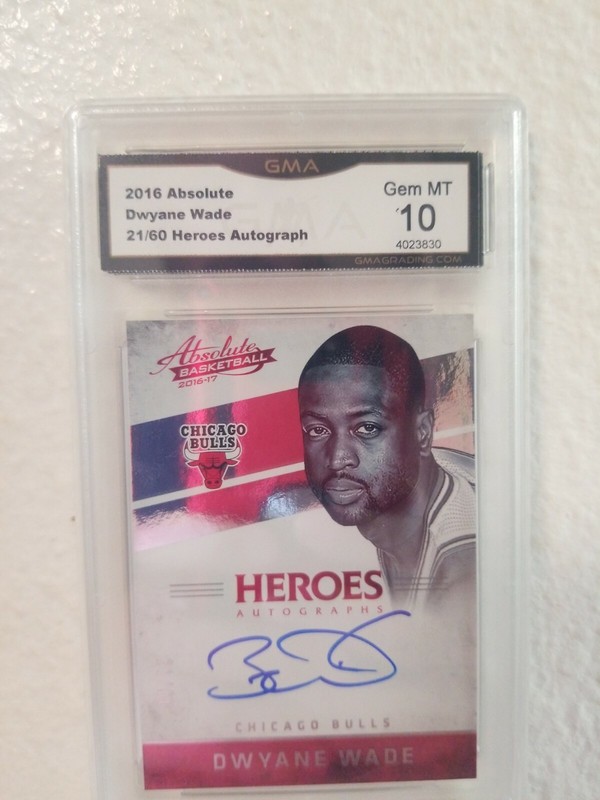 GMA
2016 Absolute
Dwyane Wade
21/60 Heroes Autograph
Gem MT
10
4023830
GMAGRADING.COM
Absolute
BASKETBALL
2016-17
CHICAGO
BULLS
HEROES
AUTOGRAPHS
CHICAGO BULLS
DWYANE WADE